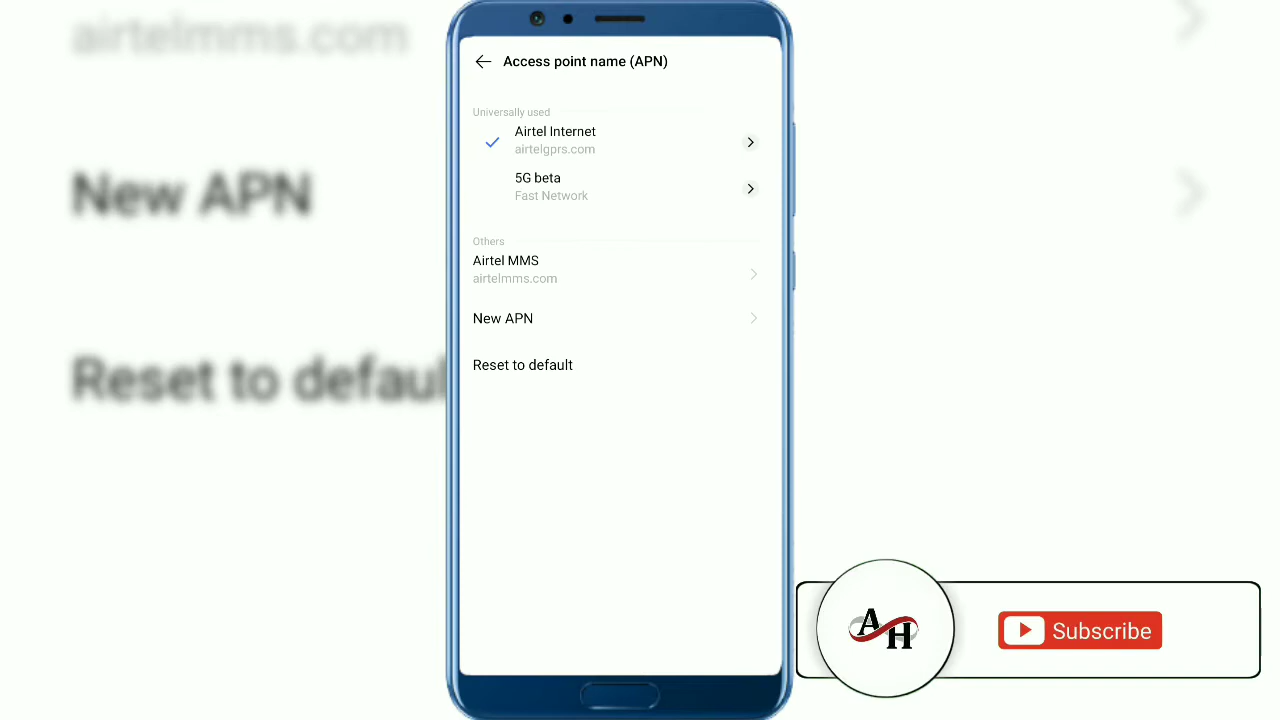 airtelmms.com
New APN
Reset to defaul
Access point name (APN)
Universally used
Airtel Internet
airtelgprs.com
5G beta
Fast Network
Others
Airtel MMS
airtelmms.com
New APN
Reset to default
AH
Subscribe